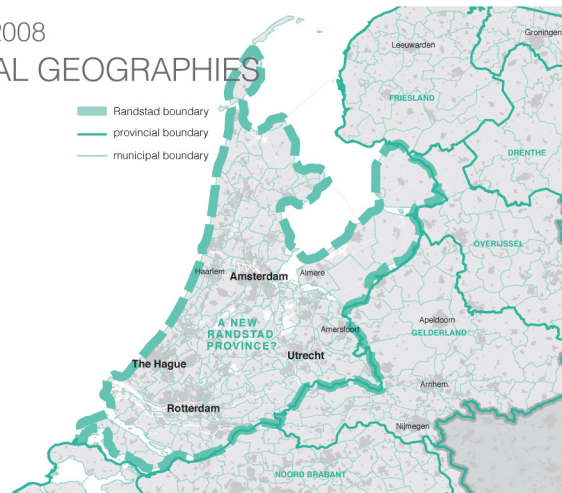 2008
AL GEOGRAPHIES
Randstad boundary
provincial boundary
municipal boundary
Leeuwarden
Groningen
FRIESLAND
DRENTHE
OVERIJSSEL
Haarlem
Amsterdam
Almere
A NEW
RANDSTAD
PROVINCE?
Amersfoort
Apeldoorn
GELDERLAND
Utrecht
The Hague
Arnhem
Rotterdam
Nijmegen
NOORD BRABANT